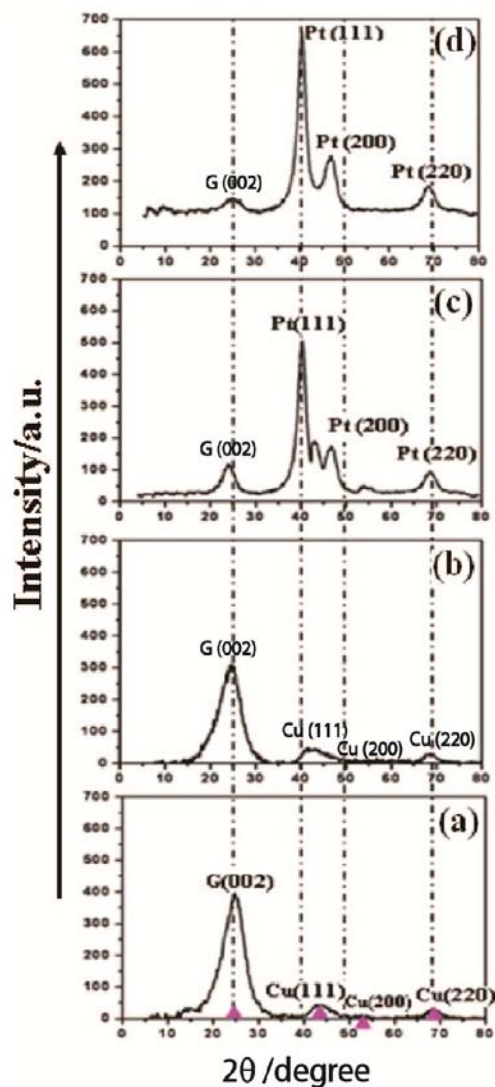 Intensity/a.u.
700
600
500
400
300
200
100
0
Pt (111)
(d)
Pt (200)
G (002)
Pt (220)
0 10 20 30 40 50 60 70 80
700
600
500
400
300
200
100
0
(c)
Pt(111)
Pt (200)
G (002)
Pt (220)
0 10 20 30 40 50 60 70 80
700
600
500
400
300
200
100
0
(b)
G (002)
Cu (111)
Cu (200)
Cu (220)
0 10 20 30 40 50 60 70 80
700
600
500
400
300
200
100
0
(a)
G(002)
Cu(111)
Cu(200)
Cu(220)
0 10 20 30 40 50 60 70 80
2θ /degree